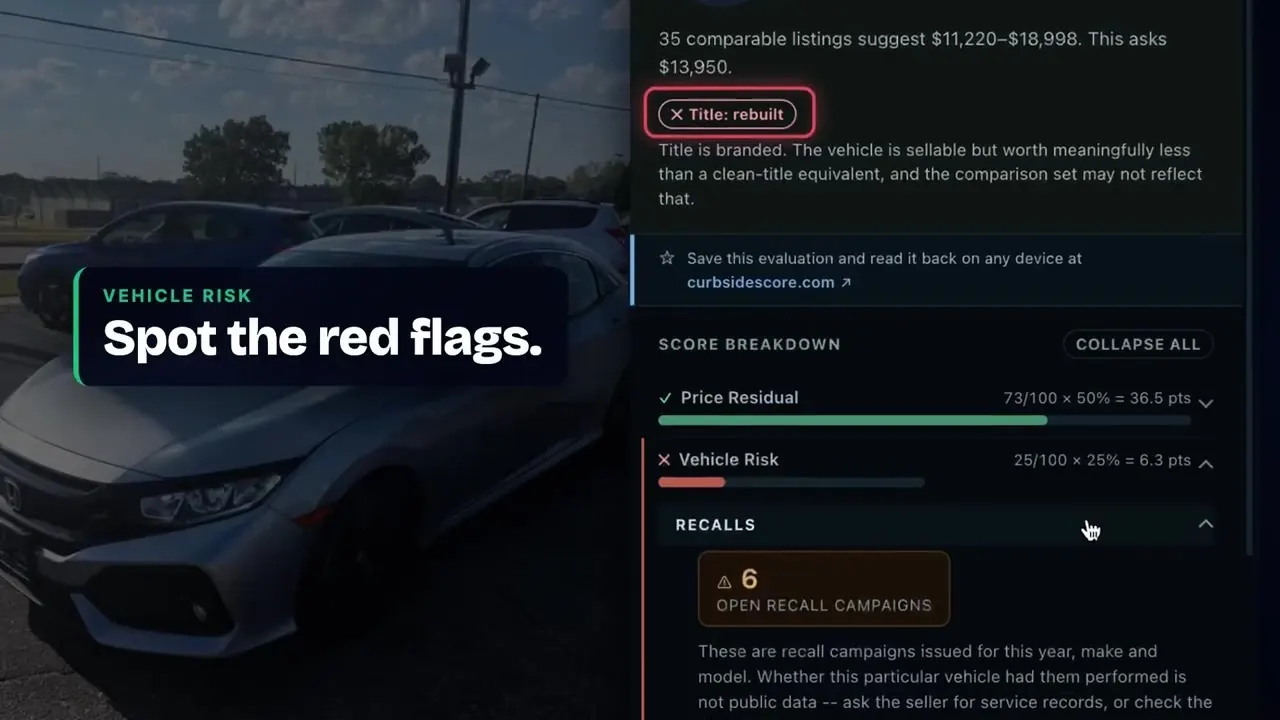 VEHICLE RISK
Spot the red flags.
35 comparable listings suggest $11,220–$18,998. This asks
$13,950.
✕ Title: rebuilt
Title is branded. The vehicle is sellable but worth meaningfully less
than a clean-title equivalent, and the comparison set may not reflect
that.
☆ Save this evaluation and read it back on any device at
curbsidescore.com ↗
SCORE BREAKDOWN
COLLAPSE ALL
✓ Price Residual
73/100 × 50% = 36.5 pts
✕ Vehicle Risk
25/100 × 25% = 6.3 pts
RECALLS
⚠ 6
OPEN RECALL CAMPAIGNS
These are recall campaigns issued for this year, make and
model. Whether this particular vehicle had them performed is
not public data -- ask the seller for service records, or check the